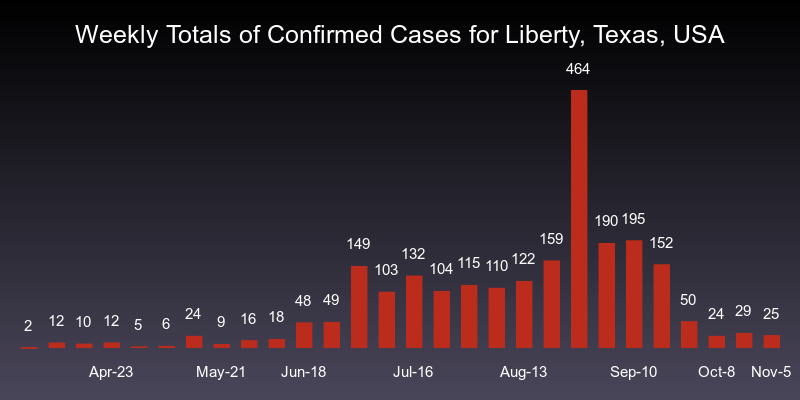 Weekly Totals of Confirmed Cases for Liberty, Texas, USA
2 12 10 12 5 6 24 9 16 18 48 49 149 103 132 104 115 110 122 159 464 190 195 152 50 24 29 25
Apr-23 May-21 Jun-18 Jul-16 Aug-13 Sep-10 Oct-8 Nov-5